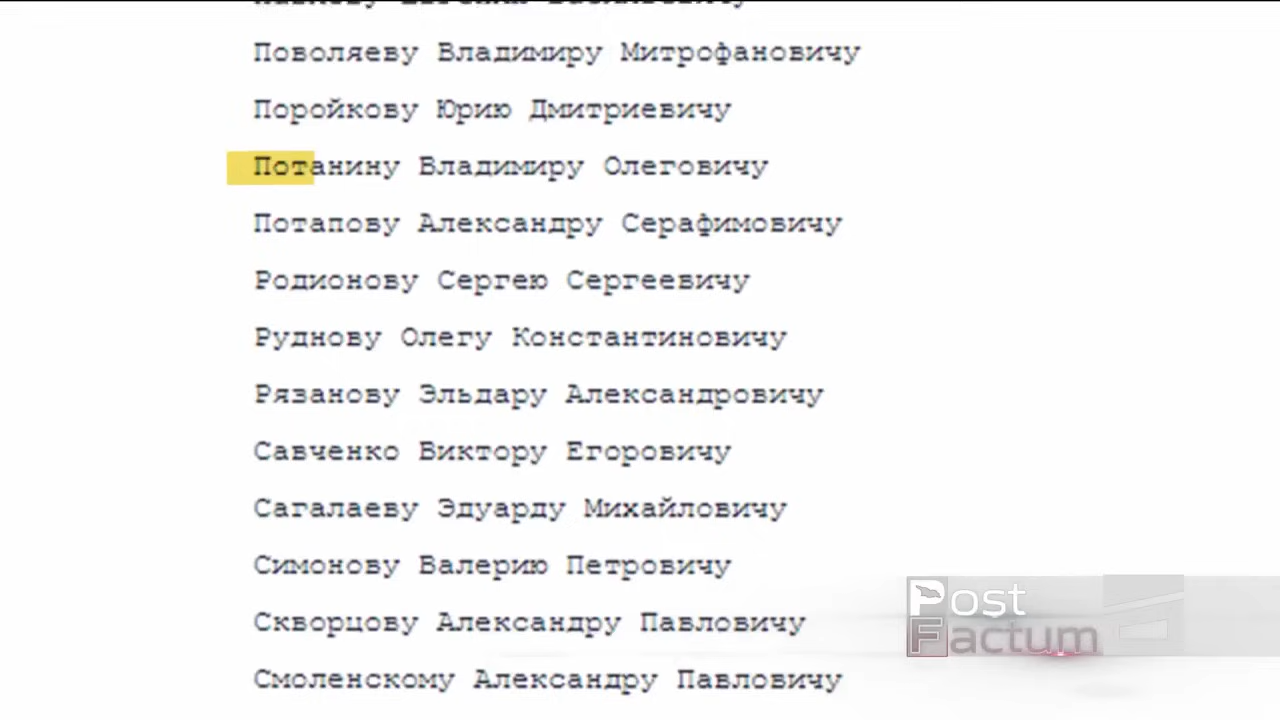 Поволяеву Владимиру Митрофановичу
Поройкову Юрию Дмитриевичу
Потанину Владимиру Олеговичу
Потапову Александру Серафимовичу
Родионову Сергею Сергеевичу
Руднову Олегу Константиновичу
Рязанову Эльдару Александровичу
Савченко Виктору Егоровичу
Сагалаеву Эдуарду Михайловичу
Симонову Валерию Петровичу
Скворцову Александру Павловичу
Смоленскому Александру Павловичу
Post
Factum